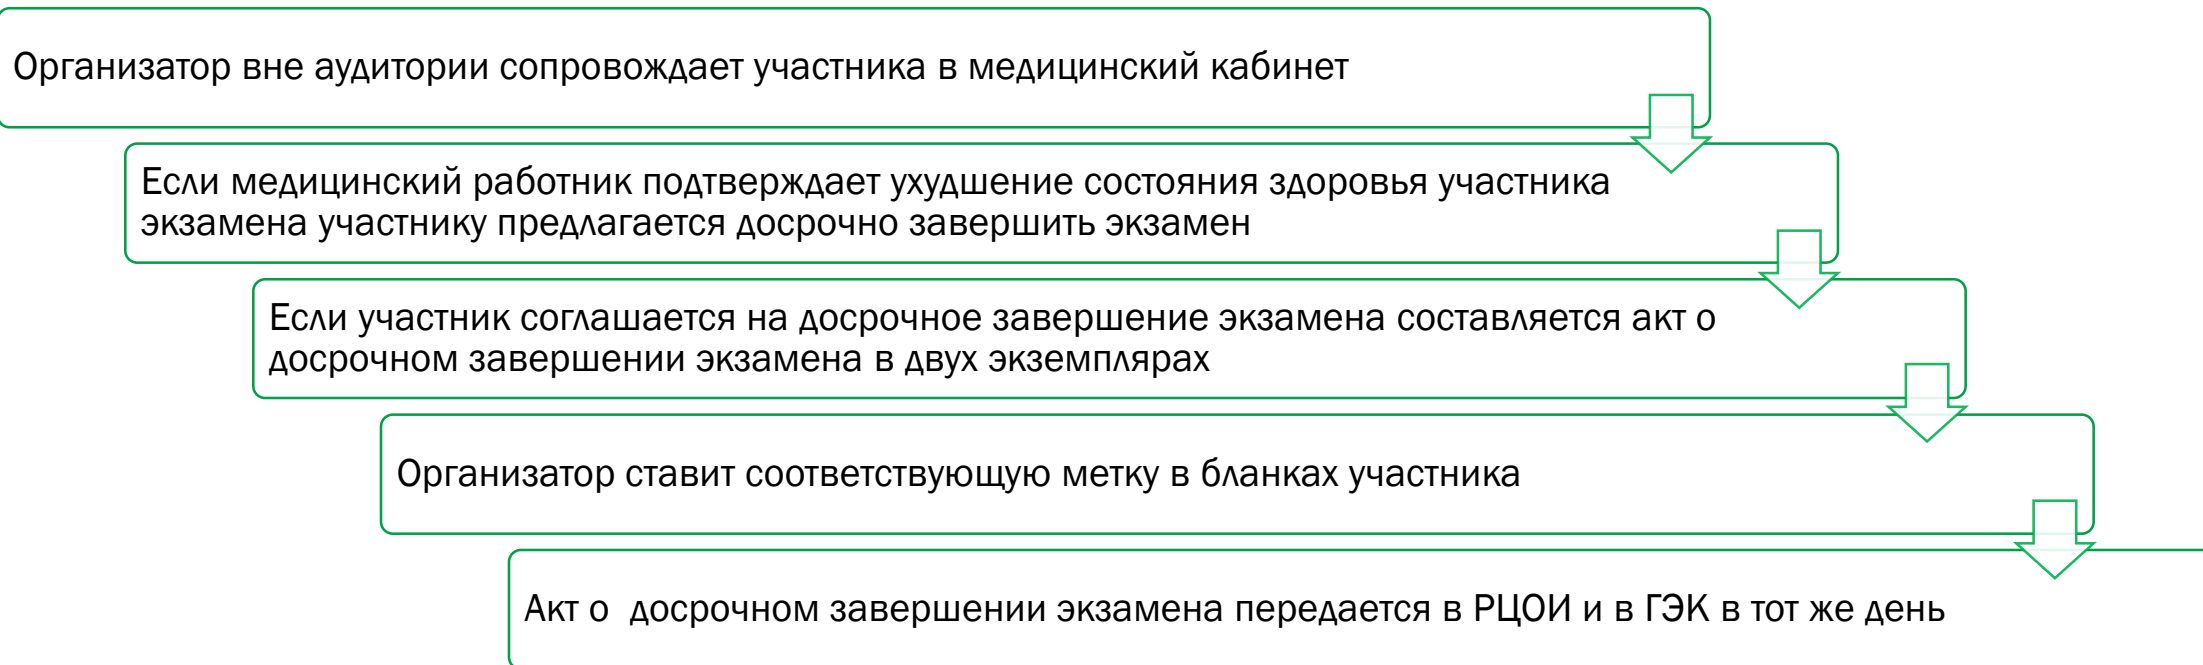 Организатор вне аудитории сопровождает участника в медицинский кабинет
Если медицинский работник подтверждает ухудшение состояния здоровья участника
экзамена участнику предлагается досрочно завершить экзамен
Если участник соглашается на досрочное завершение экзамена составляется акт о
досрочном завершении экзамена в двух экземплярах
Организатор ставит соответствующую метку в бланках участника
Акт о  досрочном завершении экзамена передается в РЦОИ и в ГЭК в тот же день